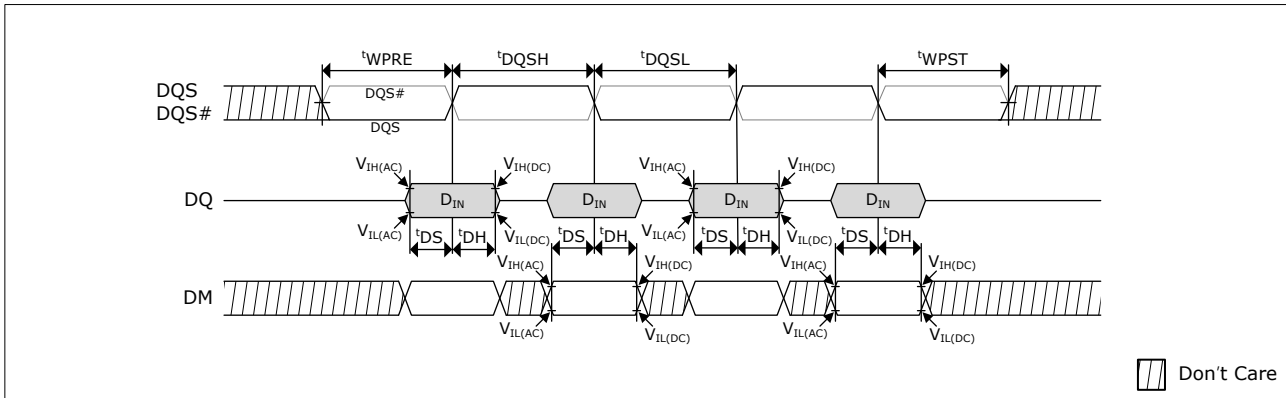 tWPRE tDQSH tDQSL tWPST
DQS DQS#
DQS# DQS
VIH(AC) VIH(DC) VIH(AC) VIH(DC)
DQ DIN DIN DIN DIN
VIL(AC) VIL(DC) VIL(AC) VIL(DC)
tDS tDH tDS tDH tDS tDH tDS tDH
VIH(AC) VIH(DC) VIH(AC) VIH(DC)
DM
VIL(AC) VIL(DC) VIL(AC) VIL(DC)
Don't Care